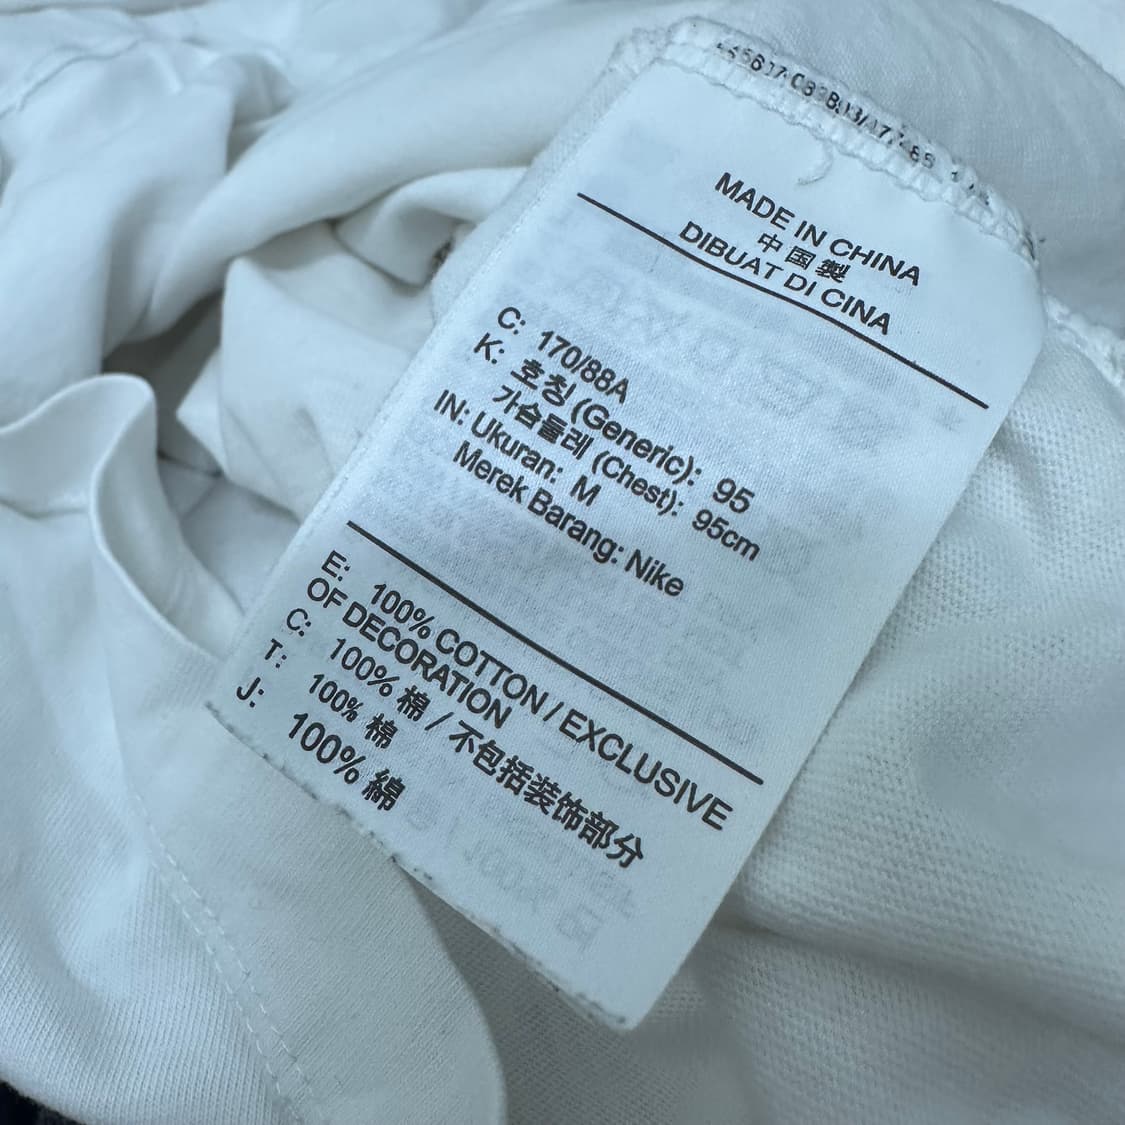 MADE IN CHINA
中国製
DIBUAT DI CINA
C: 170/88A
K: 호칭 (Generic): 95
가슴둘레 (Chest): 95cm
IN: Ukuran: M
Merek Barang: Nike
E: 100% COTTON / EXCLUSIVE
OF DECORATION
C: 100% 棉 / 不包括装饰部分
T: 100% 棉
J: 100% 綿